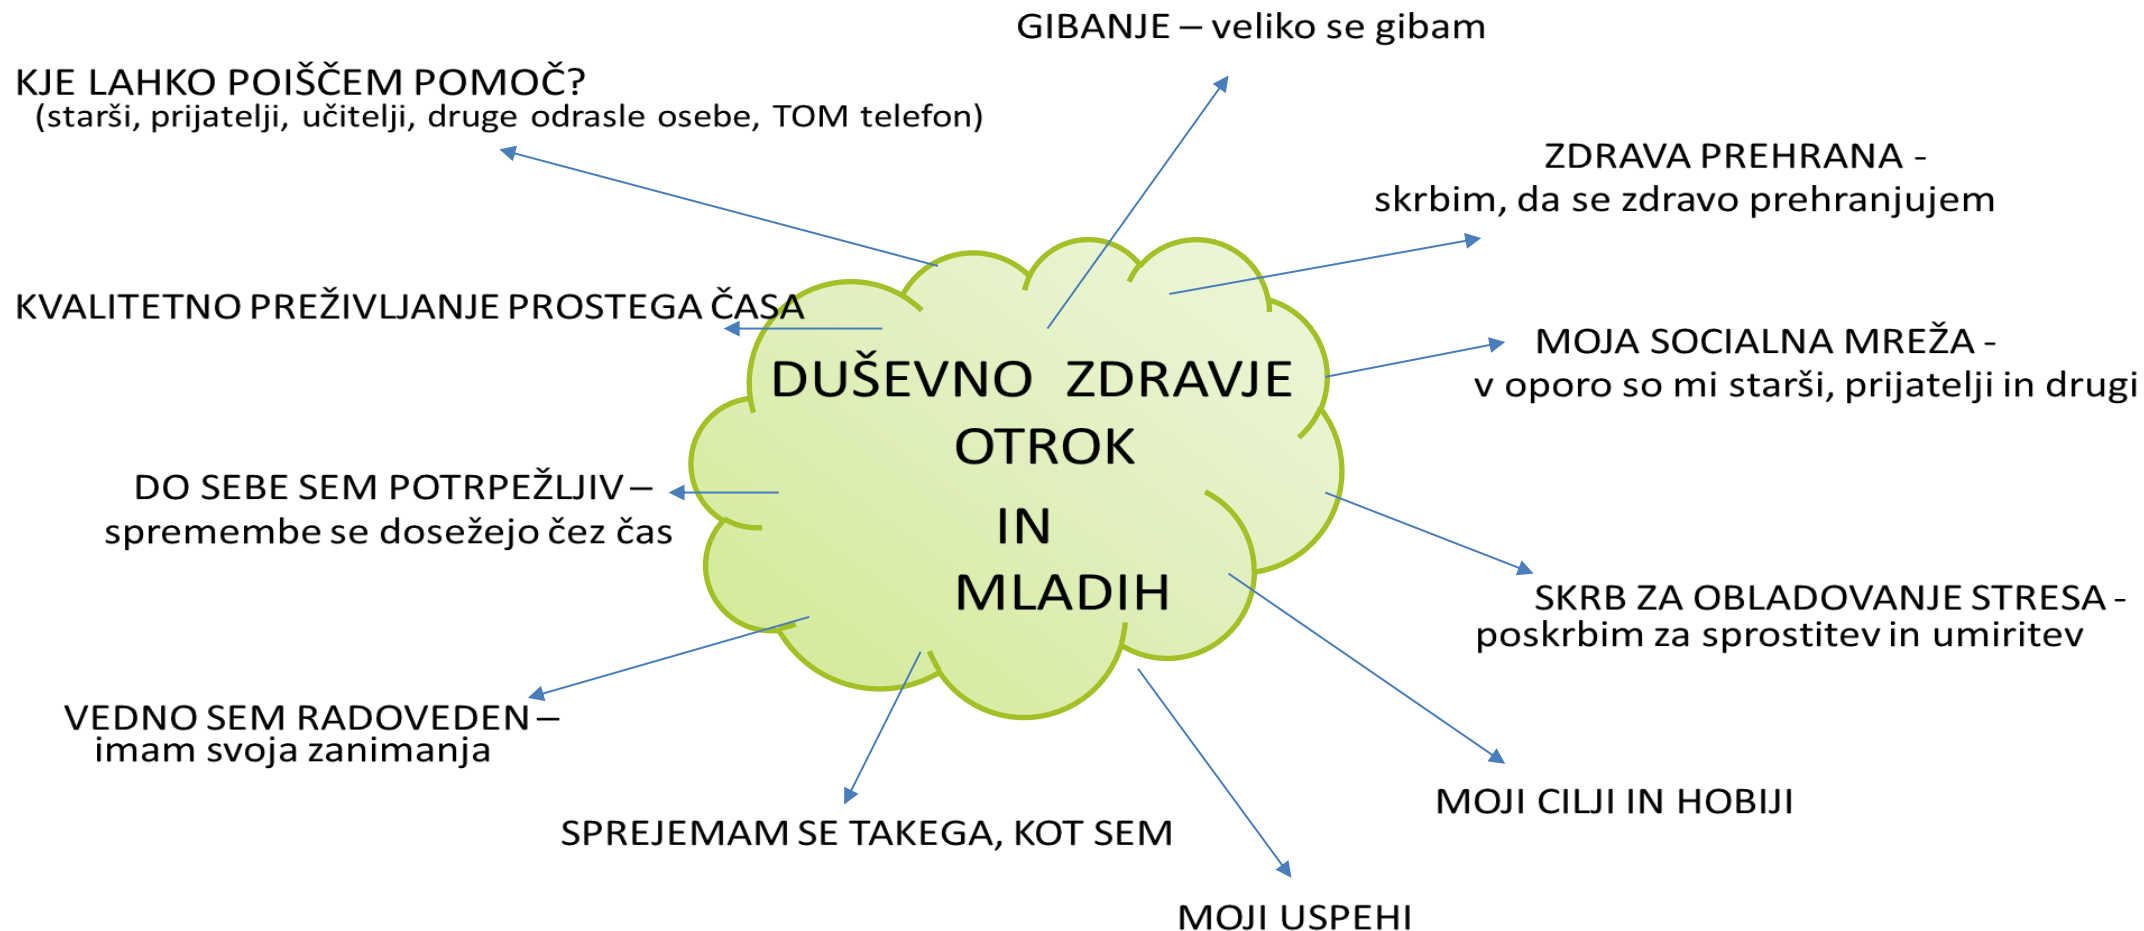 GIBANJE – veliko se gibam
KJE LAHKO POIŠČEM POMOČ?
(starši, prijatelji, učitelji, druge odrasle osebe, TOM telefon)
ZDRAVA PREHRANA -
skrbim, da se zdravo prehranjujem
KVALITETNO PREŽIVLJANJE PROSTEGA ČASA
MOJA SOCIALNA MREŽA -
v oporo so mi starši, prijatelji in drugi
DUŠEVNO ZDRAVJE
OTROK
IN
MLADIH
DO SEBE SEM POTRPEŽLJIV –
spremembe se dosežejo čez čas
SKRB ZA OBLADOVANJE STRESA -
poskrbim za sprostitev in umiritev
VEDNO SEM RADOVEDEN –
imam svoja zanimanja
MOJI CILJI IN HOBIJI
SPREJEMAM SE TAKEGA, KOT SEM
MOJI USPEHI